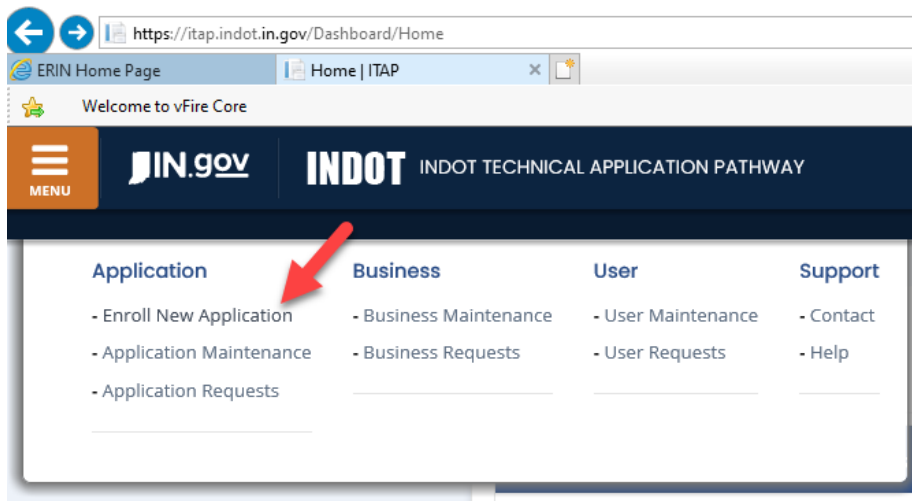 https://itap.indot.in.gov/Dashboard/Home
ERIN Home Page Home | ITAP
Welcome to vFire Core
MENU IN.gov INDOT INDOT TECHNICAL APPLICATION PATHWAY
Application Business User Support
- Enroll New Application - Business Maintenance - User Maintenance - Contact
- Application Maintenance - Business Requests - User Requests - Help
- Application Requests